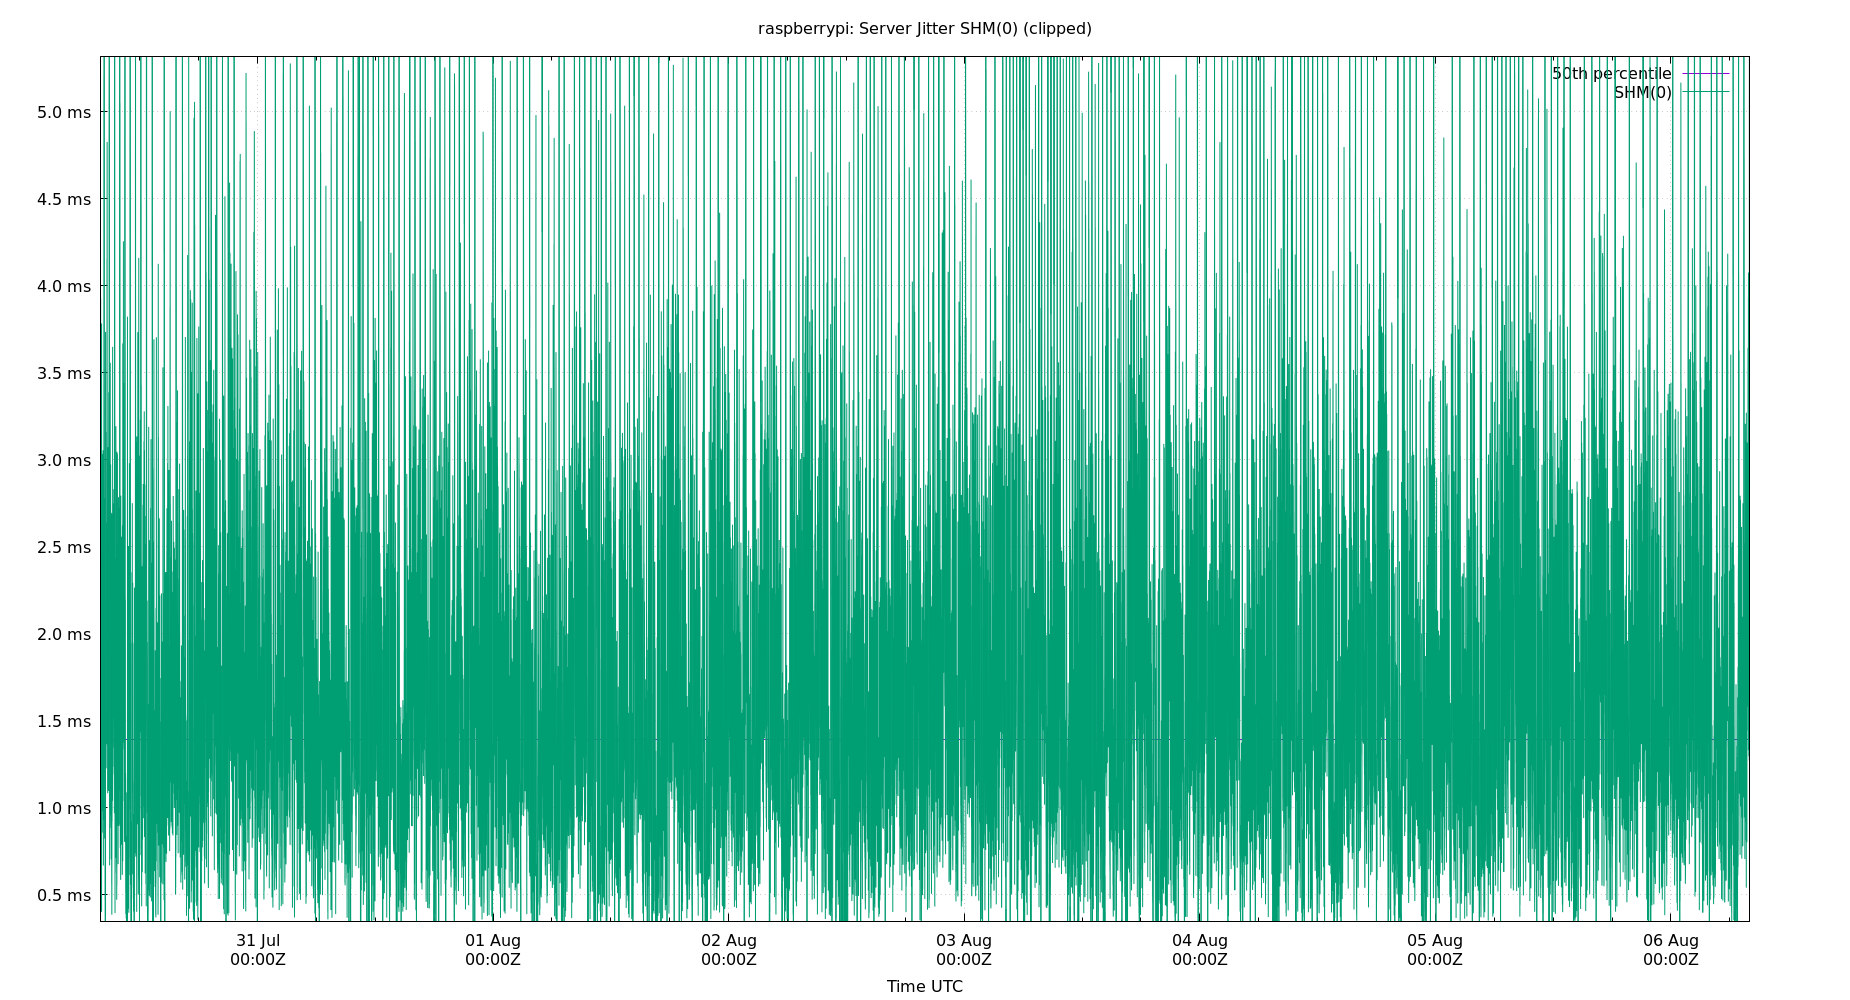 raspberrypi: Server Jitter SHM(0) (clipped)
50th percentile
SHM(0)
5.0 ms
4.5 ms
4.0 ms
3.5 ms
3.0 ms
2.5 ms
2.0 ms
1.5 ms
1.0 ms
0.5 ms
31 Jul 01 Aug 02 Aug 03 Aug 04 Aug 05 Aug 06 Aug
00:00Z 00:00Z 00:00Z 00:00Z 00:00Z 00:00Z 00:00Z
Time UTC